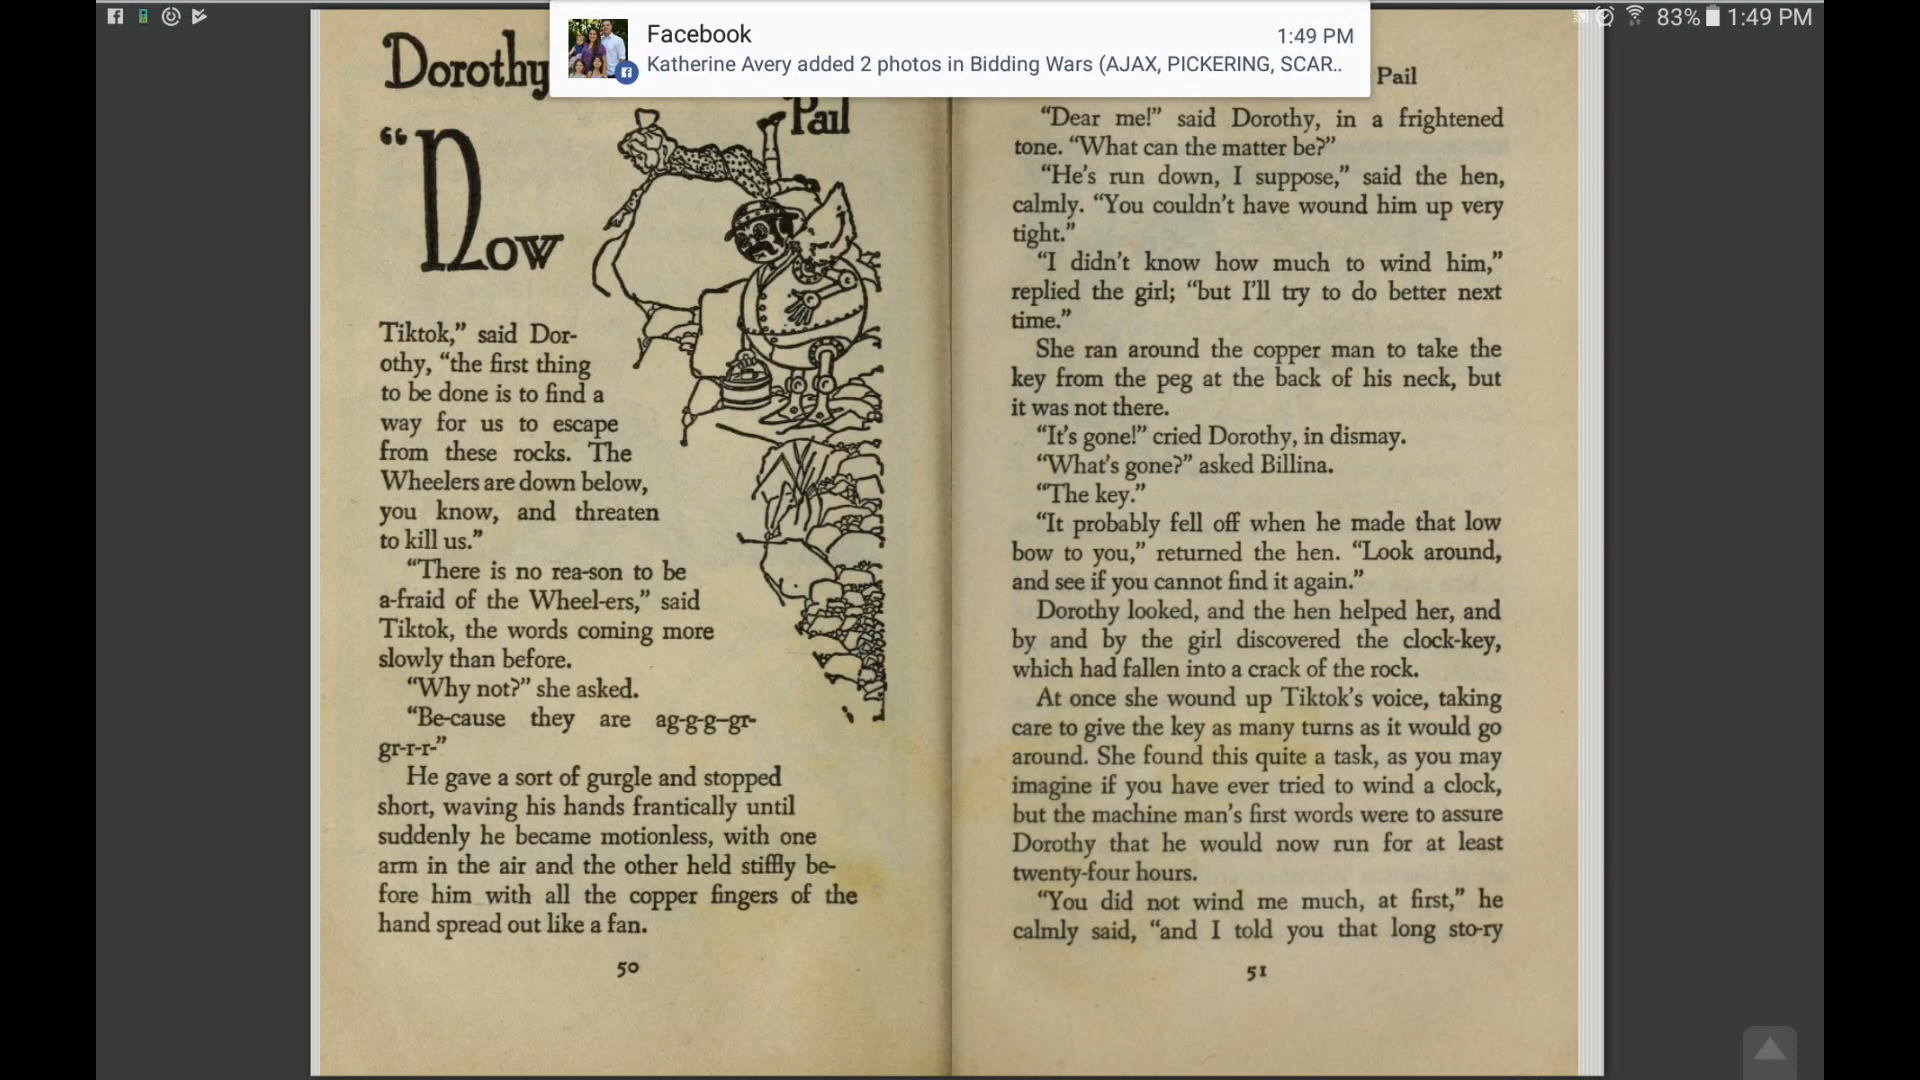 83% 1:49 PM
Facebook
1:49 PM
Katherine Avery added 2 photos in Bidding Wars (AJAX, PICKERING, SCAR..
Dorothy
Pail
“Now
Tiktok,” said Dor-
othy, “the first thing
to be done is to find a
way for us to escape
from these rocks. The
Wheelers are down below,
you know, and threaten
to kill us.”
“There is no rea-son to be
a-fraid of the Wheel-ers,” said
Tiktok, the words coming more
slowly than before.
“Why not?” she asked.
“Be-cause they are ag-g-g–gr-
gr-r-r-”
He gave a sort of gurgle and stopped
short, waving his hands frantically until
suddenly he became motionless, with one
arm in the air and the other held stiffly be-
fore him with all the copper fingers of the
hand spread out like a fan.
50
Pail
“Dear me!” said Dorothy, in a frightened
tone. “What can the matter be?”
“He’s run down, I suppose,” said the hen,
calmly. “You couldn’t have wound him up very
tight.”
“I didn’t know how much to wind him,”
replied the girl; “but I’ll try to do better next
time.”
She ran around the copper man to take the
key from the peg at the back of his neck, but
it was not there.
“It’s gone!” cried Dorothy, in dismay.
“What’s gone?” asked Billina.
“The key.”
“It probably fell off when he made that low
bow to you,” returned the hen. “Look around,
and see if you cannot find it again.”
Dorothy looked, and the hen helped her, and
by and by the girl discovered the clock-key,
which had fallen into a crack of the rock.
At once she wound up Tiktok’s voice, taking
care to give the key as many turns as it would go
around. She found this quite a task, as you may
imagine if you have ever tried to wind a clock,
but the machine man’s first words were to assure
Dorothy that he would now run for at least
twenty-four hours.
“You did not wind me much, at first,” he
calmly said, “and I told you that long sto-ry
51